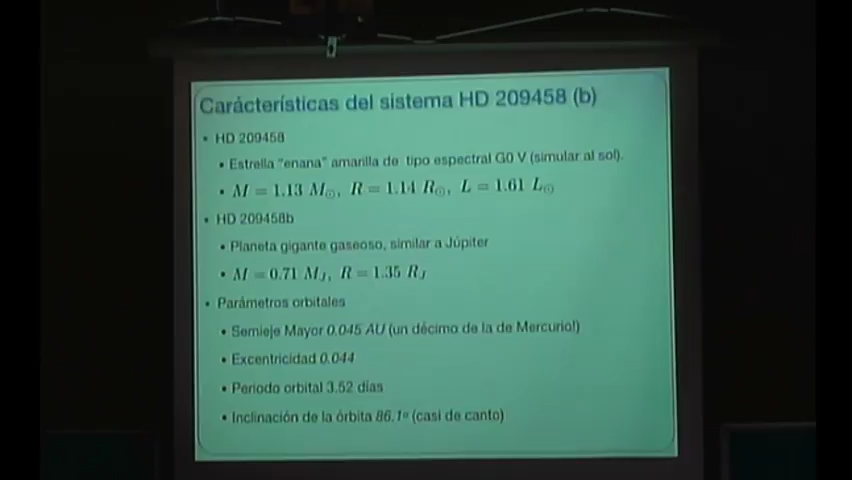 Carácterísticas del sistema HD 209458 (b)
• HD 209458
• Estrella "enana" amarilla de tipo espectral G0 V (simular al sol).
• M = 1.13 M☉, R = 1.14 R☉, L = 1.61 L☉
• HD 209458b
• Planeta gigante gaseoso, similar a Júpiter
• M = 0.71 M_J, R = 1.35 R_J
• Parámetros orbitales
• Semieje Mayor 0.045 AU (un décimo de la de Mercurio!)
• Excentricidad 0.044
• Periodo orbital 3.52 días
• Inclinación de la órbita 86.1º (casi de canto)